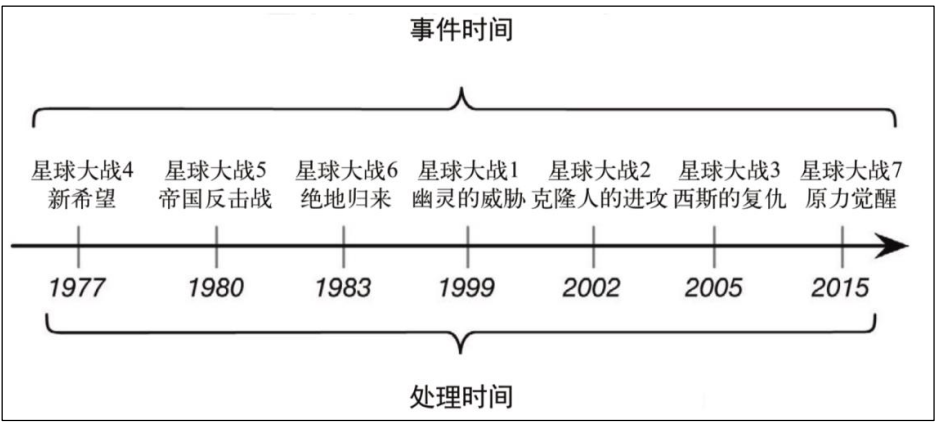 事件时间
星球大战4 星球大战5 星球大战6 星球大战1 星球大战2 星球大战3 星球大战7
新希望 帝国反击战 绝地归来 幽灵的威胁 克隆人的进攻 西斯的复仇 原力觉醒
1977 1980 1983 1999 2002 2005 2015
处理时间